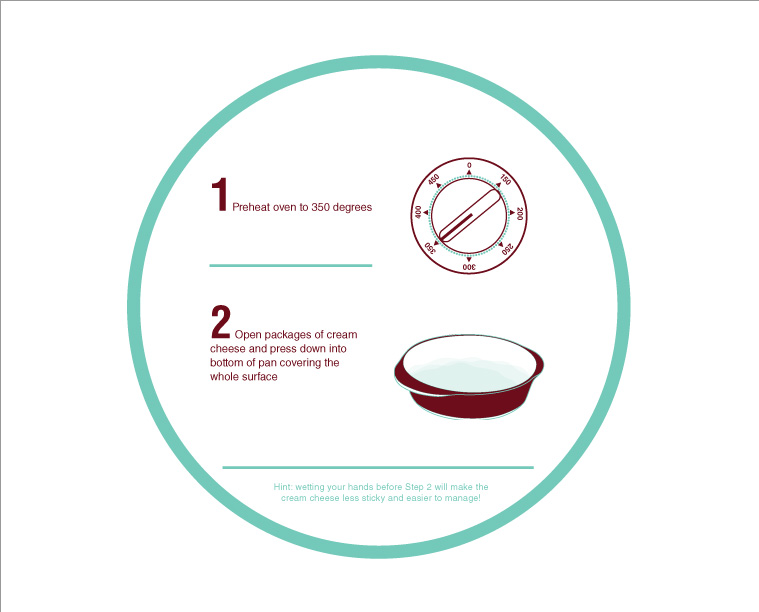 1 Preheat oven to 350 degrees
0
450
150
400
200
350
250
300
2 Open packages of cream
cheese and press down into
bottom of pan covering the
whole surface
Hint: wetting your hands before Step 2 will make the
cream cheese less sticky and easier to manage!